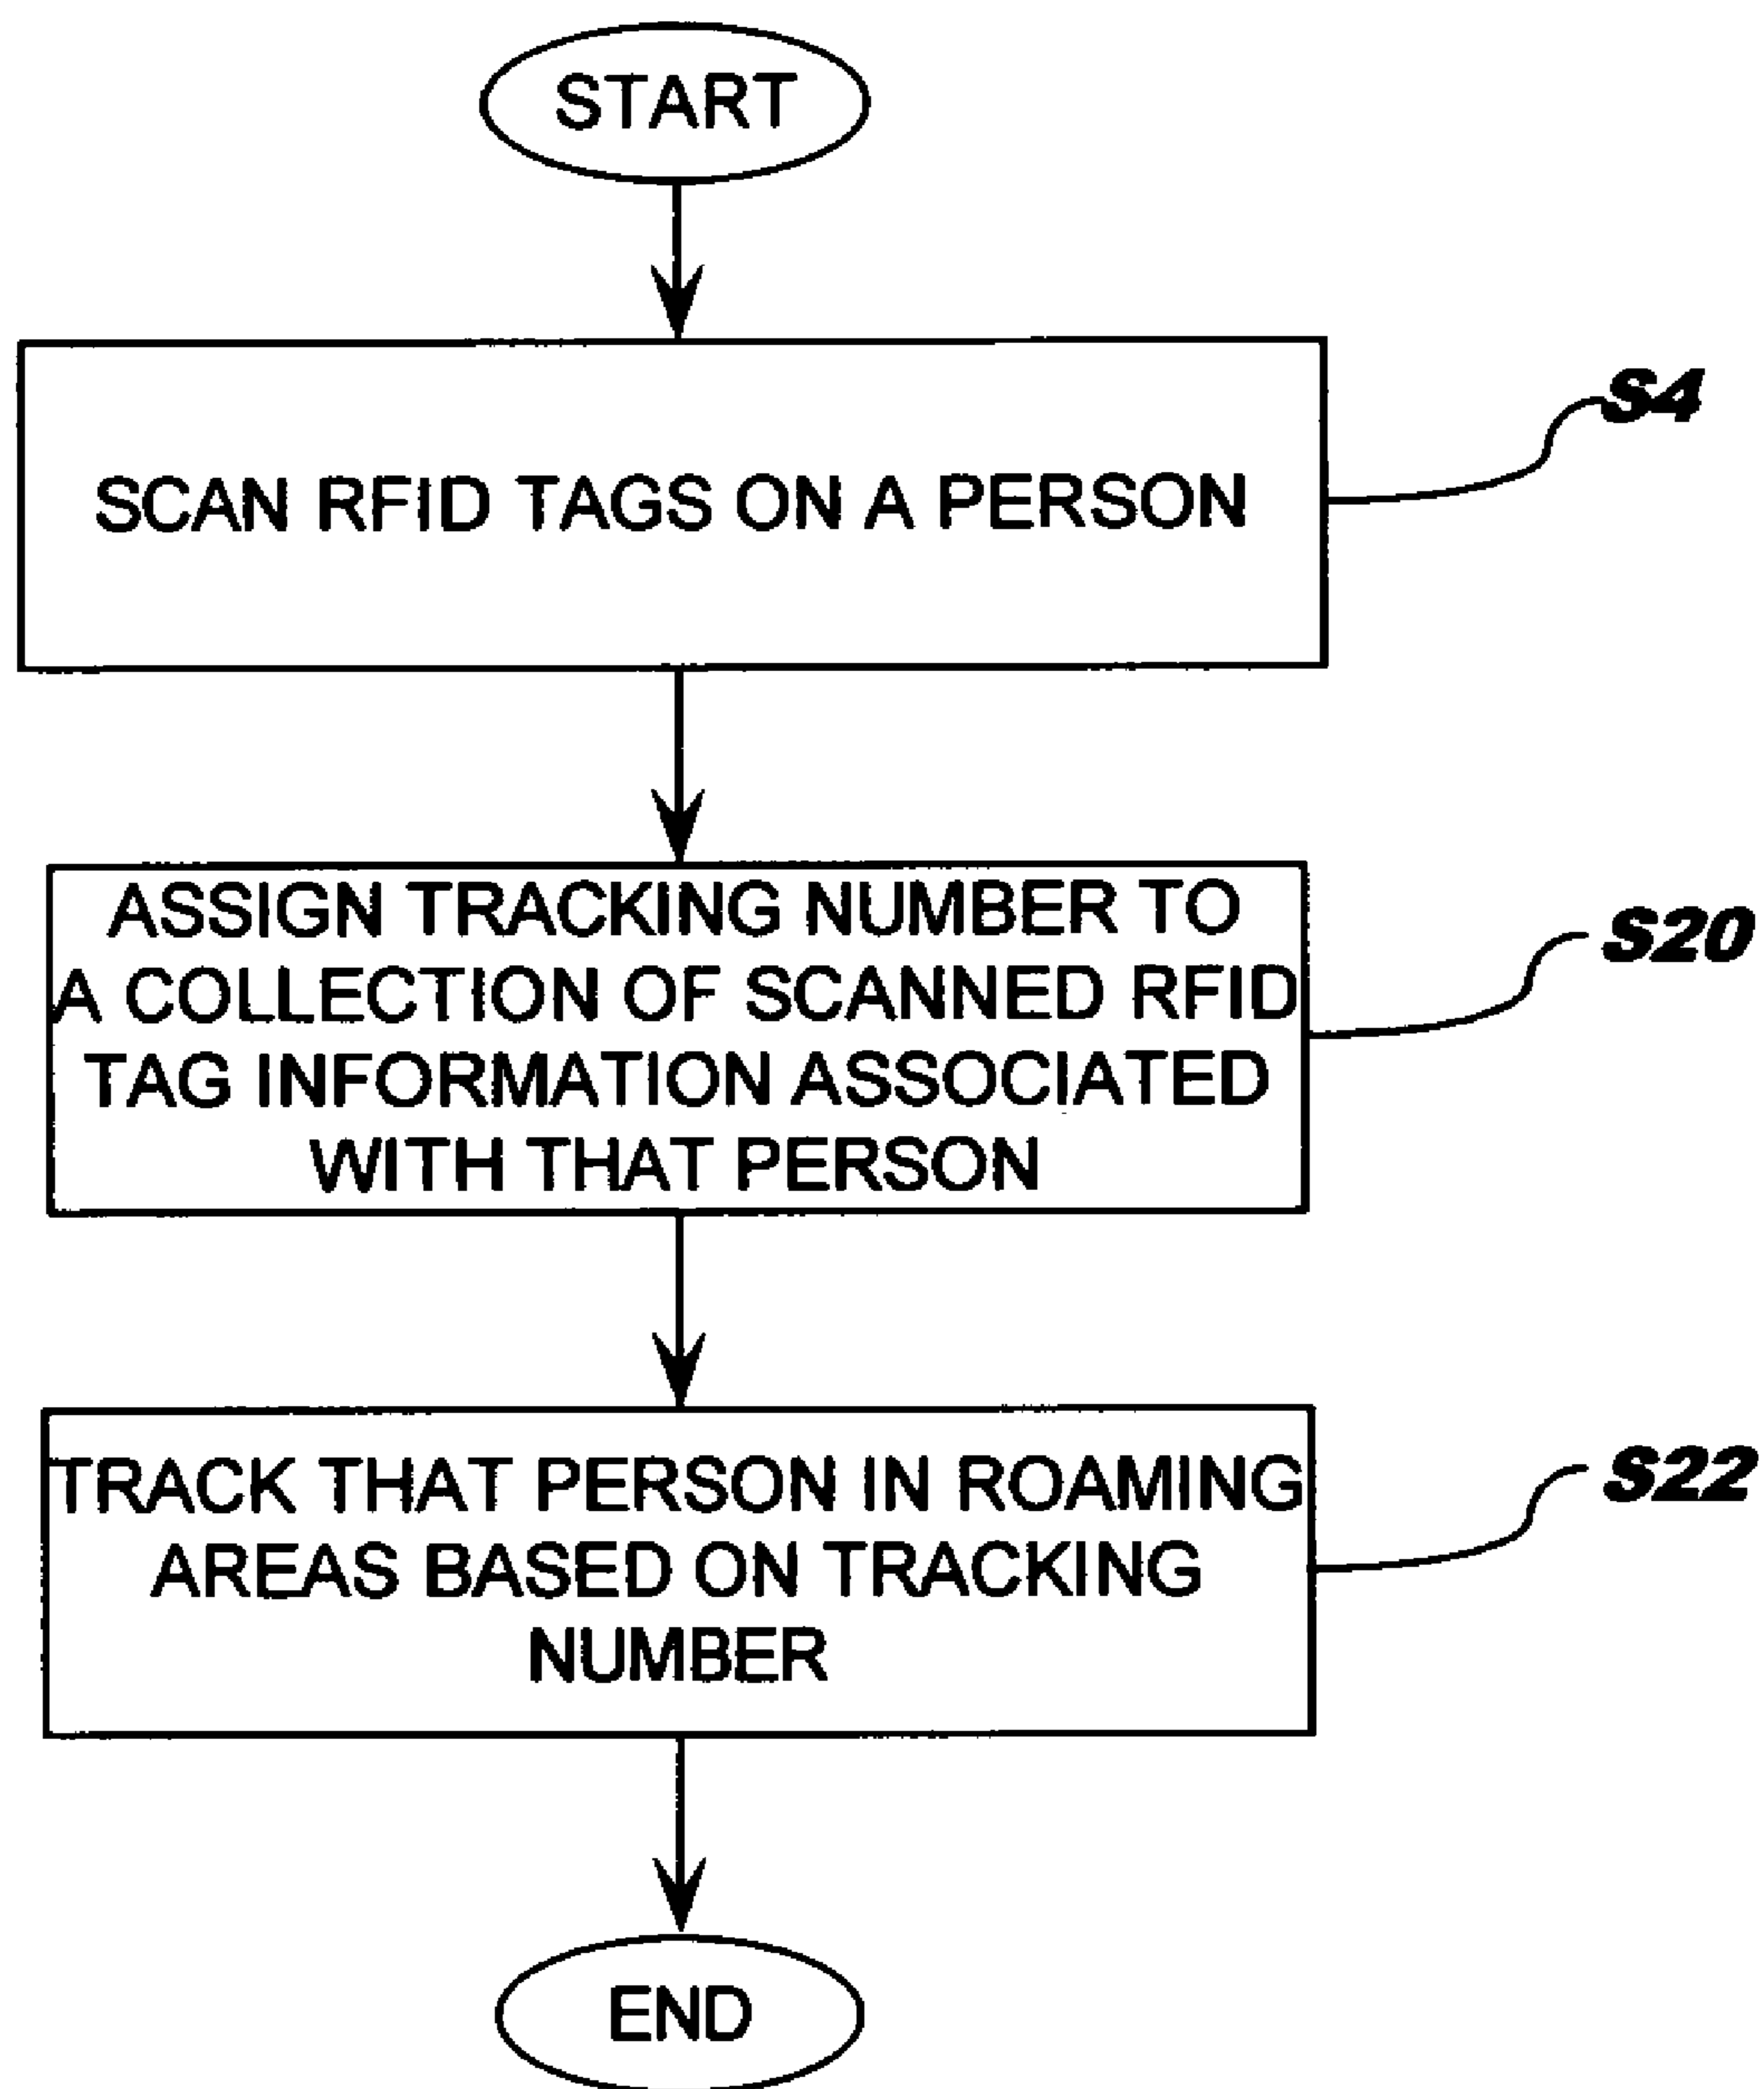 START
SCAN RFID TAGS ON A PERSON
S4
ASSIGN TRACKING NUMBER TO
A COLLECTION OF SCANNED RFID
TAG INFORMATION ASSOCIATED
WITH THAT PERSON
S20
TRACK THAT PERSON IN ROAMING
AREAS BASED ON TRACKING
NUMBER
S22
END